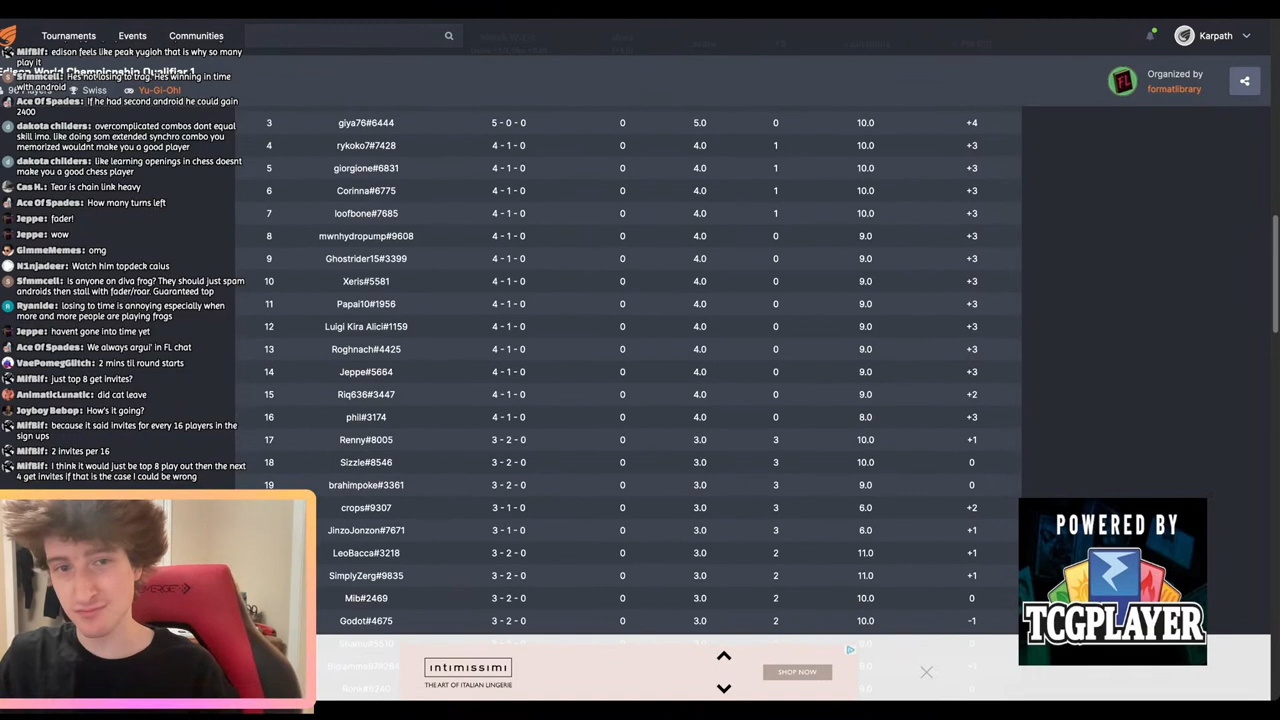 Tournaments Events Communities
Karpath
MifBif: edison feels like peak yugioh that is why so many
play it
Edison World Championship Qualifier 1
Sfmmcell: Hes not losing to trag. Hes winning in time
with android
Players Swiss Yu-Gi-Oh!
Organized by
formatlibrary
Ace Of Spades: If he had second android he could gain
2400
dakota childers: overcomplicated combos dont equal
skill imo. like doing som extended synchro combo you
memorized wouldnt make you a good player
dakota childers: like learning openings in chess doesnt
make you a good chess player
Cas H.: Tear is chain link heavy
Ace Of Spades: How many turns left
Jeppe: fader!
Jeppe: wow
GimmeMemes: omg
N1njadeer: Watch him topdeck caius
Sfmmcell: Is anyone on diva frog? They should just spam
androids then stall with fader/roar. Guaranteed top
Ryanide: losing to time is annoying especially when
more and more people are playing frogs
Jeppe: havent gone into time yet
Ace Of Spades: We always argui' in FL chat
VaePomegGlitch: 2 mins til round starts
MifBif: just top 8 get invites?
AnimaticLunatic: did cat leave
Joyboy Bebop: How's it going?
MifBif: because it said invites for every 16 players in the
sign ups
MifBif: 2 invites per 16
MifBif: I think it would just be top 8 play out then the next
4 get invites if that is the case I could be wrong
3 giya76#6444 5 - 0 - 0 0 5.0 0 10.0 +4
4 rykoko7#7428 4 - 1 - 0 0 4.0 1 10.0 +3
5 giorgione#6831 4 - 1 - 0 0 4.0 1 10.0 +3
6 Corinna#6775 4 - 1 - 0 0 4.0 1 10.0 +3
7 loofbone#7685 4 - 1 - 0 0 4.0 1 10.0 +3
8 mwnhydropump#9608 4 - 1 - 0 0 4.0 0 9.0 +3
9 Ghostrider15#3399 4 - 1 - 0 0 4.0 0 9.0 +3
10 Xeris#5581 4 - 1 - 0 0 4.0 0 9.0 +3
11 Papai10#1956 4 - 1 - 0 0 4.0 0 9.0 +3
12 Luigi Kira Alici#1159 4 - 1 - 0 0 4.0 0 9.0 +3
13 Roghnach#4425 4 - 1 - 0 0 4.0 0 9.0 +3
14 Jeppe#5664 4 - 1 - 0 0 4.0 0 9.0 +3
15 Riq636#3447 4 - 1 - 0 0 4.0 0 9.0 +2
16 phil#3174 4 - 1 - 0 0 4.0 0 8.0 +3
17 Renny#8005 3 - 2 - 0 0 3.0 3 10.0 +1
18 Sizzle#8546 3 - 2 - 0 0 3.0 3 10.0 0
19 brahimpoke#3361 3 - 2 - 0 0 3.0 3 9.0 0
crops#9307 3 - 1 - 0 0 3.0 3 6.0 +2
JinzoJonzon#7671 3 - 1 - 0 0 3.0 3 6.0 +1
LeoBacca#3218 3 - 2 - 0 0 3.0 2 11.0 +1
SimplyZerg#9835 3 - 2 - 0 0 3.0 2 11.0 +1
Mib#2469 3 - 2 - 0 0 3.0 2 10.0 0
Godot#4675 3 - 2 - 0 0 3.0 2 10.0 -1
intimissimi
THE ART OF ITALIAN LINGERIE
SHOP NOW
POWERED BY
TCGPLAYER